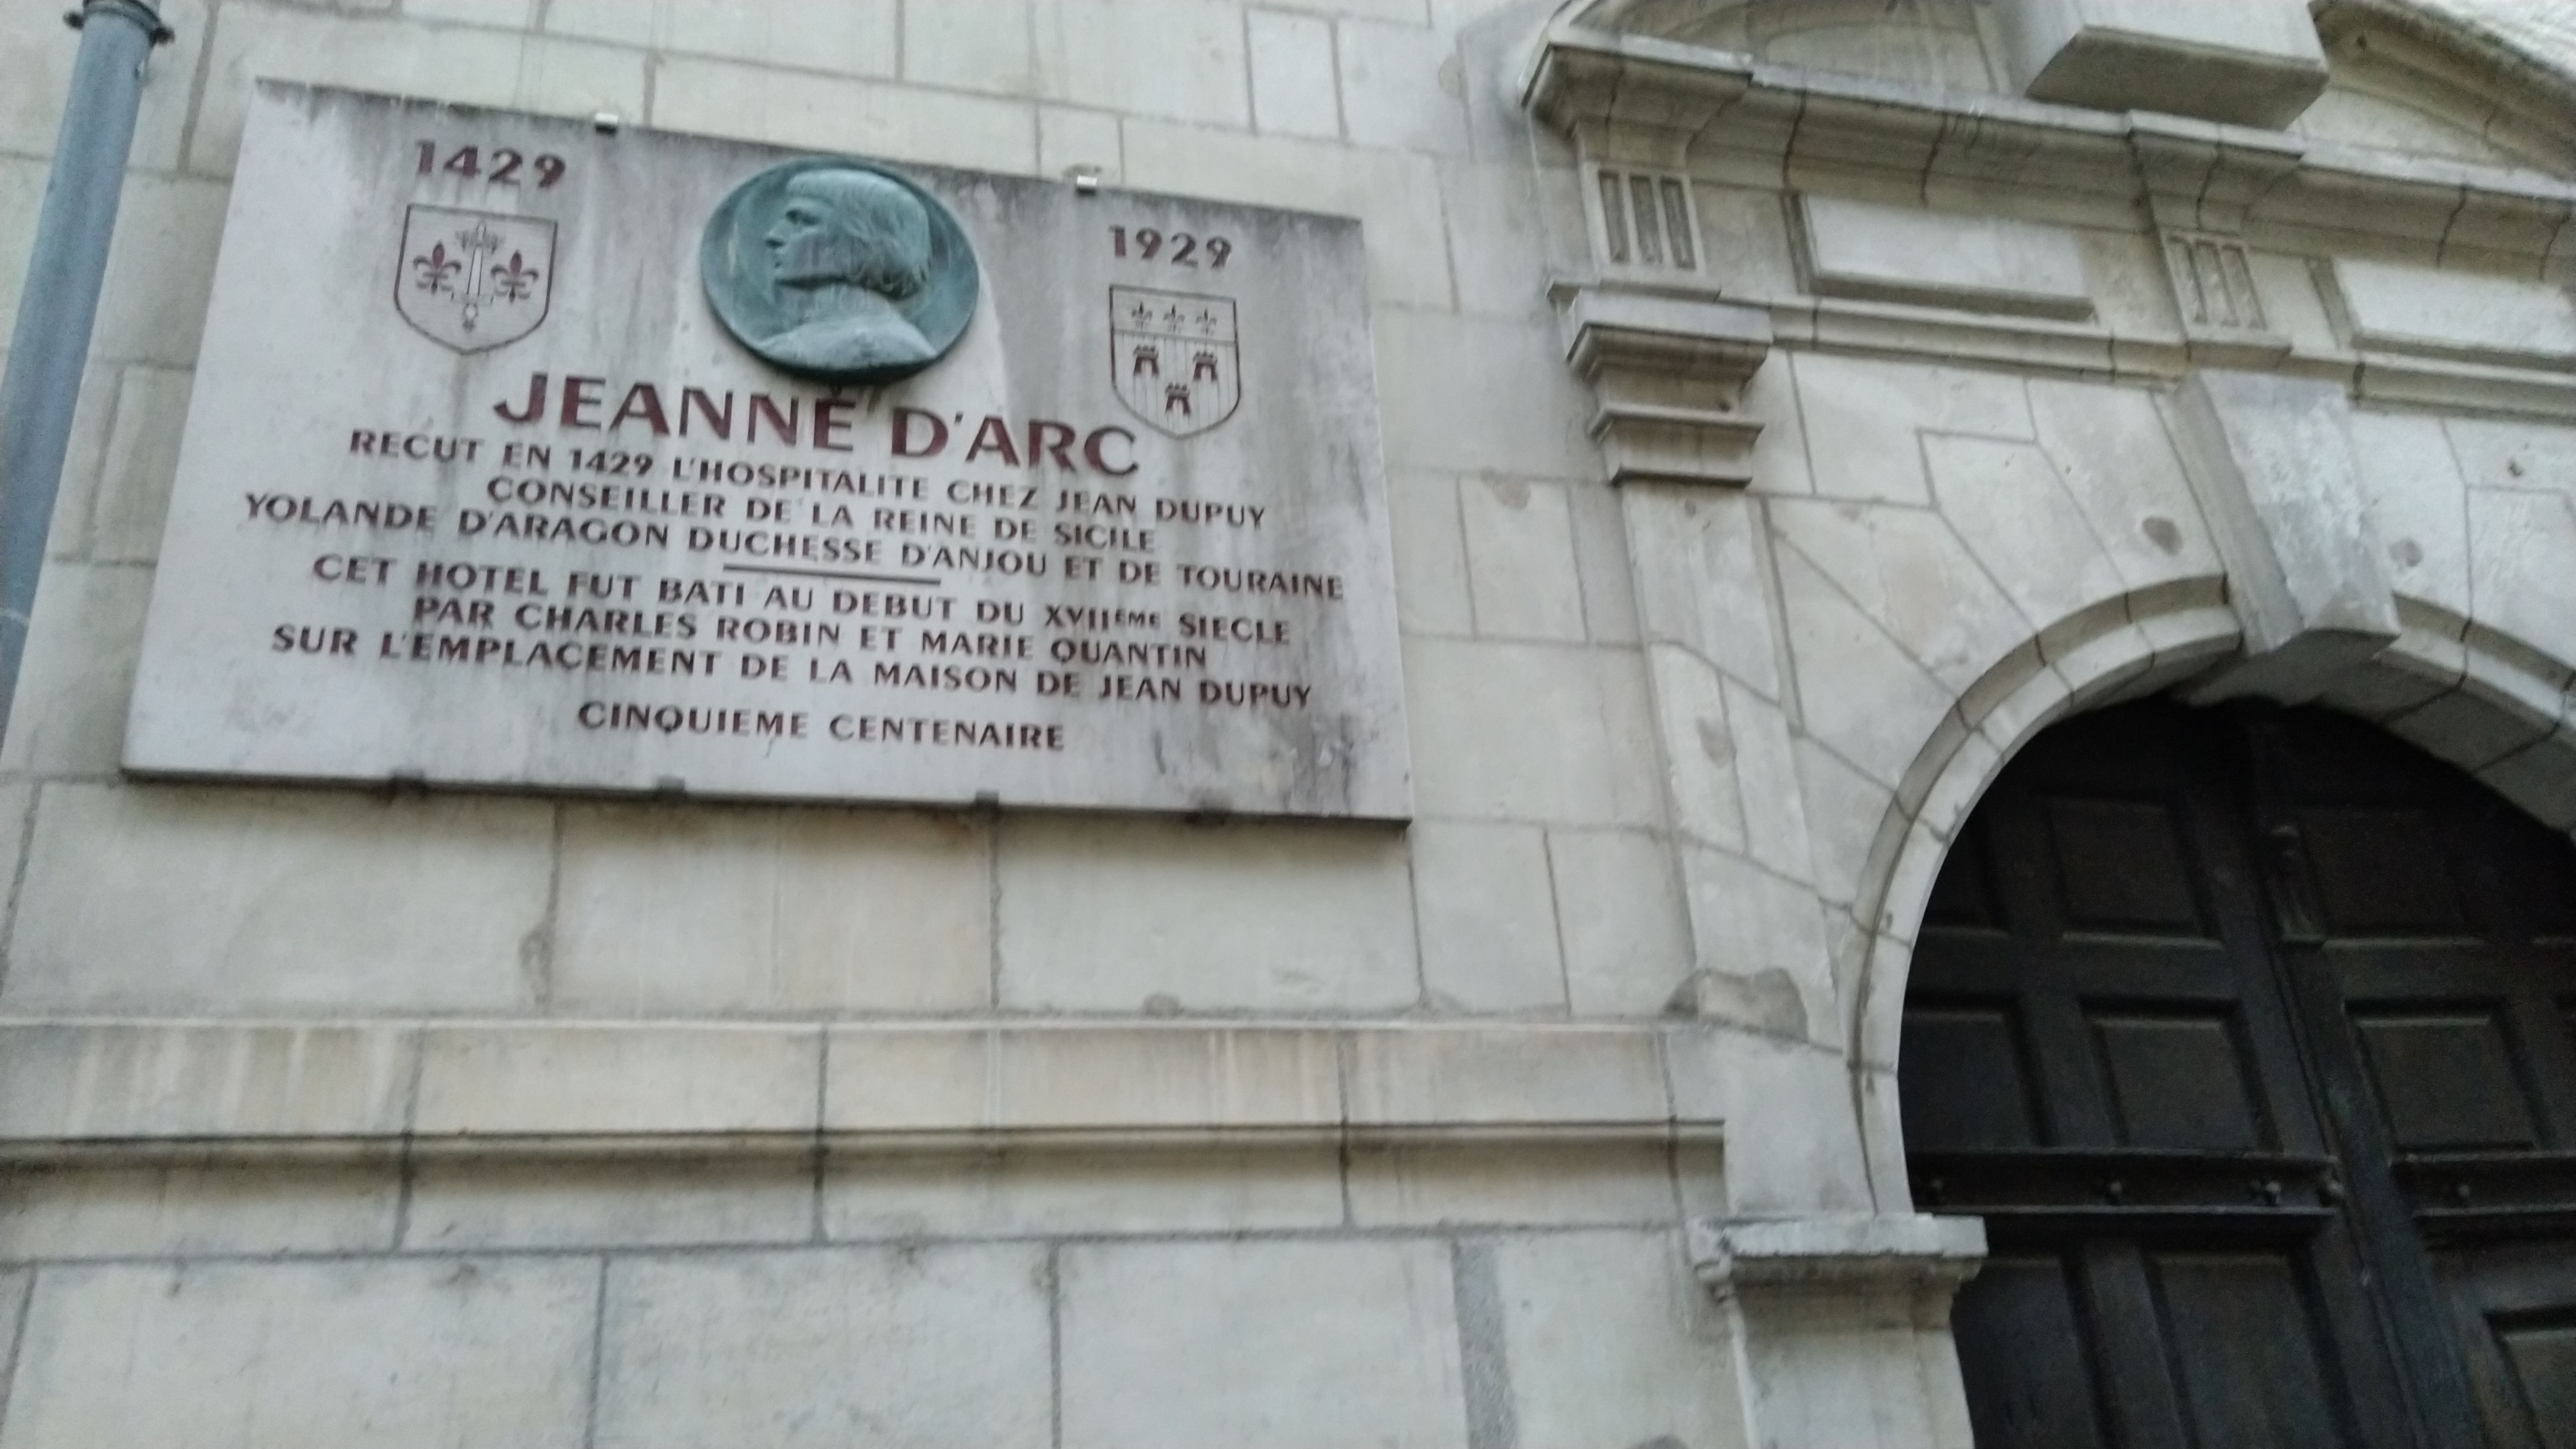 1429
1929
JEANNE D'ARC
RECUT EN 1429 L'HOSPITALITE CHEZ JEAN DUPUY
CONSEILLER DE LA REINE DE SICILE
YOLANDE D'ARAGON DUCHESSE D'ANJOU ET DE TOURAINE
CET HOTEL FUT BATI AU DEBUT DU XVIIEME SIECLE
PAR CHARLES ROBIN ET MARIE QUANTIN
SUR L'EMPLACEMENT DE LA MAISON DE JEAN DUPUY
CINQUIEME CENTENAIRE